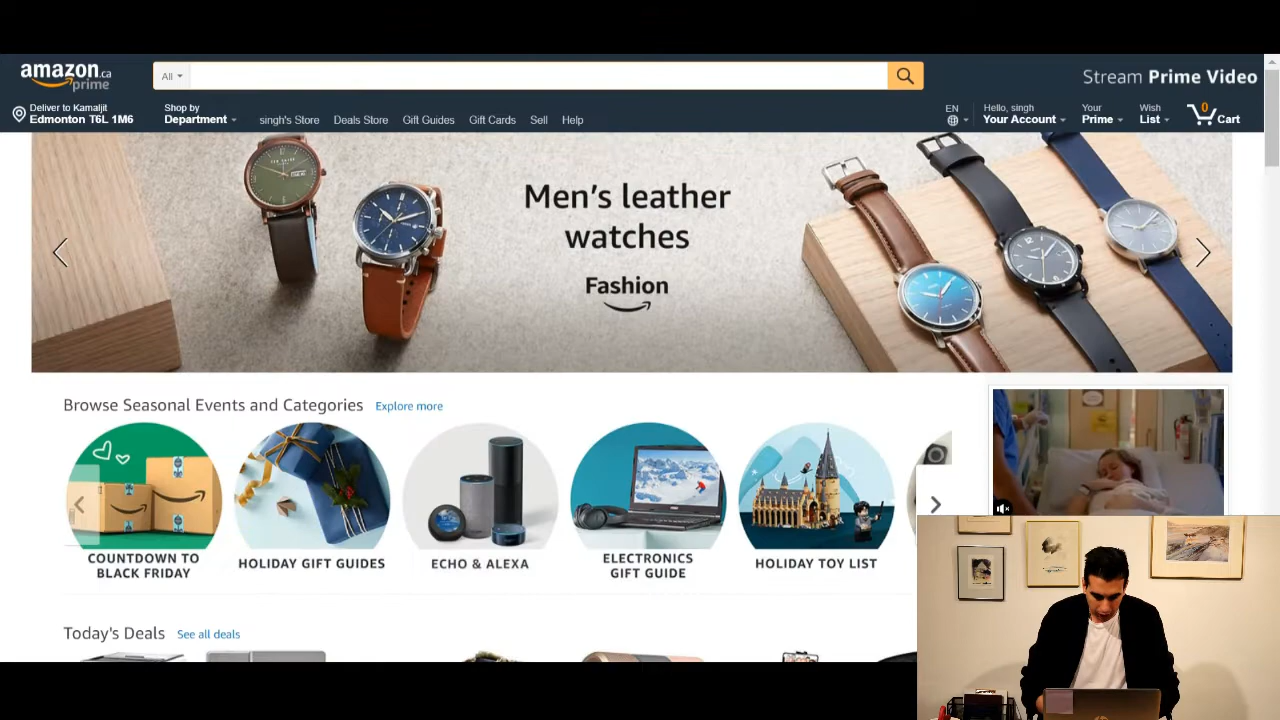 amazon.ca
prime
All
Stream Prime Video
Deliver to Kamaljit
Edmonton T6L 1M6
Shop by
Department
singh's Store
Deals Store
Gift Guides
Gift Cards
Sell
Help
EN
Hello, singh
Your Account
Your
Prime
Wish
List
0
Cart
Men's leather
watches
Fashion
Browse Seasonal Events and Categories
Explore more
COUNTDOWN TO
BLACK FRIDAY
HOLIDAY GIFT GUIDES
ECHO & ALEXA
ELECTRONICS
GIFT GUIDE
HOLIDAY TOY LIST
Today's Deals
See all deals